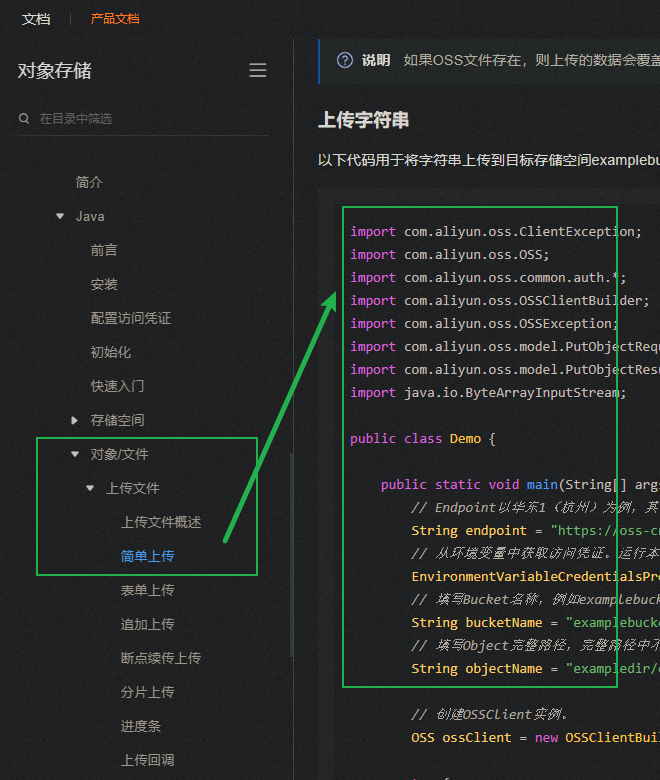 文档
产品文档
对象存储
在目录中筛选
简介
Java
前言
安装
配置访问凭证
初始化
快速入门
存储空间
对象/文件
上传文件
上传文件概述
简单上传
表单上传
追加上传
断点续传上传
分片上传
进度条
上传回调
说明 如果OSS文件存在，则上传的数据会覆盖
上传字符串
以下代码用于将字符串上传到目标存储空间examplebu
import com.aliyun.oss.ClientException;
import com.aliyun.oss.OSS;
import com.aliyun.oss.common.auth.*;
import com.aliyun.oss.OSSClientBuilder;
import com.aliyun.oss.OSSException;
import com.aliyun.oss.model.PutObjectRequ
import com.aliyun.oss.model.PutObjectResu
import java.io.ByteArrayInputStream;
public class Demo {
public static void main(String[] args
// Endpoint以华东1（杭州）为例，其
String endpoint = "https://oss-cn
// 从环境变量中获取访问凭证。运行本
EnvironmentVariableCredentialsPro
// 填写Bucket名称，例如examplebuck
String bucketName = "examplebucke
// 填写Object完整路径，完整路径中不
String objectName = "exampledir/e
// 创建OSSClient实例。
OSS ossClient = new OSSClientBuil